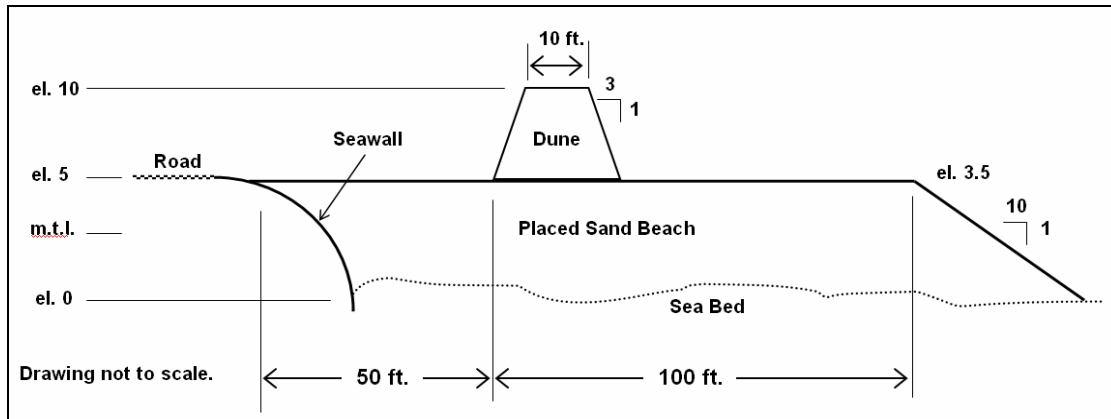 10 ft.
el. 10
3
1
Seawall
Dune
Road
el. 5
el. 3.5
m.t.l.
Placed Sand Beach
10
1
el. 0
Sea Bed
Drawing not to scale.
50 ft.
100 ft.